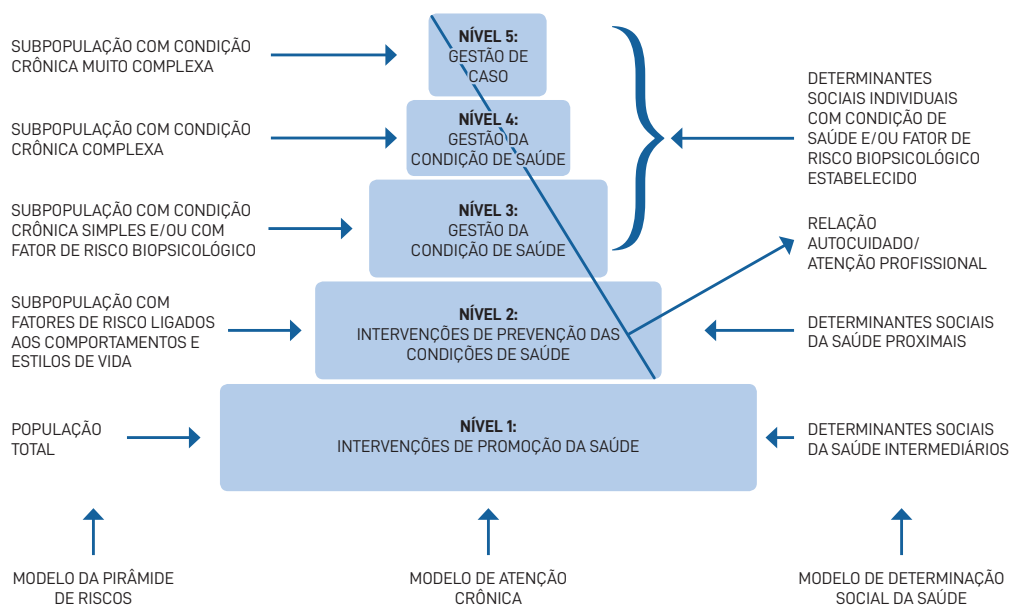 SUBPOPULAÇÃO COM CONDIÇÃO
CRÔNICA MUITO COMPLEXA
NÍVEL 5:
GESTÃO DE
CASO
DETERMINANTES
SOCIAIS INDIVIDUAIS
COM CONDIÇÃO DE
SAÚDE E/OU FATOR DE
RISCO BIOPSICOLÓGICO
ESTABELECIDO
SUBPOPULAÇÃO COM CONDIÇÃO
CRÔNICA COMPLEXA
NÍVEL 4:
GESTÃO DA
CONDIÇÃO DE SAÚDE
SUBPOPULAÇÃO COM CONDIÇÃO
CRÔNICA SIMPLES E/OU COM
FATOR DE RISCO BIOPSICOLÓGICO
NÍVEL 3:
GESTÃO DA
CONDIÇÃO DE SAÚDE
RELAÇÃO
AUTOCUIDADO/
ATENÇÃO PROFISSIONAL
SUBPOPULAÇÃO COM
FATORES DE RISCO LIGADOS
AOS COMPORTAMENTOS E
ESTILOS DE VIDA
NÍVEL 2:
INTERVENÇÕES DE PREVENÇÃO DAS
CONDIÇÕES DE SAÚDE
DETERMINANTES SOCIAIS
DA SAÚDE PROXIMAIS
POPULAÇÃO
TOTAL
NÍVEL 1:
INTERVENÇÕES DE PROMOÇÃO DA SAÚDE
DETERMINANTES SOCIAIS
DA SAÚDE INTERMEDIÁRIOS
MODELO DA PIRÂMIDE
DE RISCOS
MODELO DE ATENÇÃO
CRÔNICA
MODELO DE DETERMINAÇÃO
SOCIAL DA SAÚDE